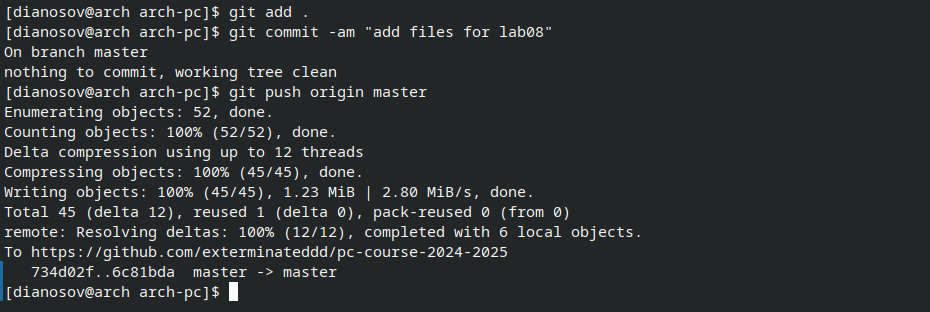 [dianosov@arch arch-pc]$ git add .
[dianosov@arch arch-pc]$ git commit -am "add files for lab08"
On branch master
nothing to commit, working tree clean
[dianosov@arch arch-pc]$ git push origin master
Enumerating objects: 52, done.
Counting objects: 100% (52/52), done.
Delta compression using up to 12 threads
Compressing objects: 100% (45/45), done.
Writing objects: 100% (45/45), 1.23 MiB | 2.80 MiB/s, done.
Total 45 (delta 12), reused 1 (delta 0), pack-reused 0 (from 0)
remote: Resolving deltas: 100% (12/12), completed with 6 local objects.
To https://github.com/exterminateddd/pc-course-2024-2025
   734d02f..6c81bda  master -> master
[dianosov@arch arch-pc]$